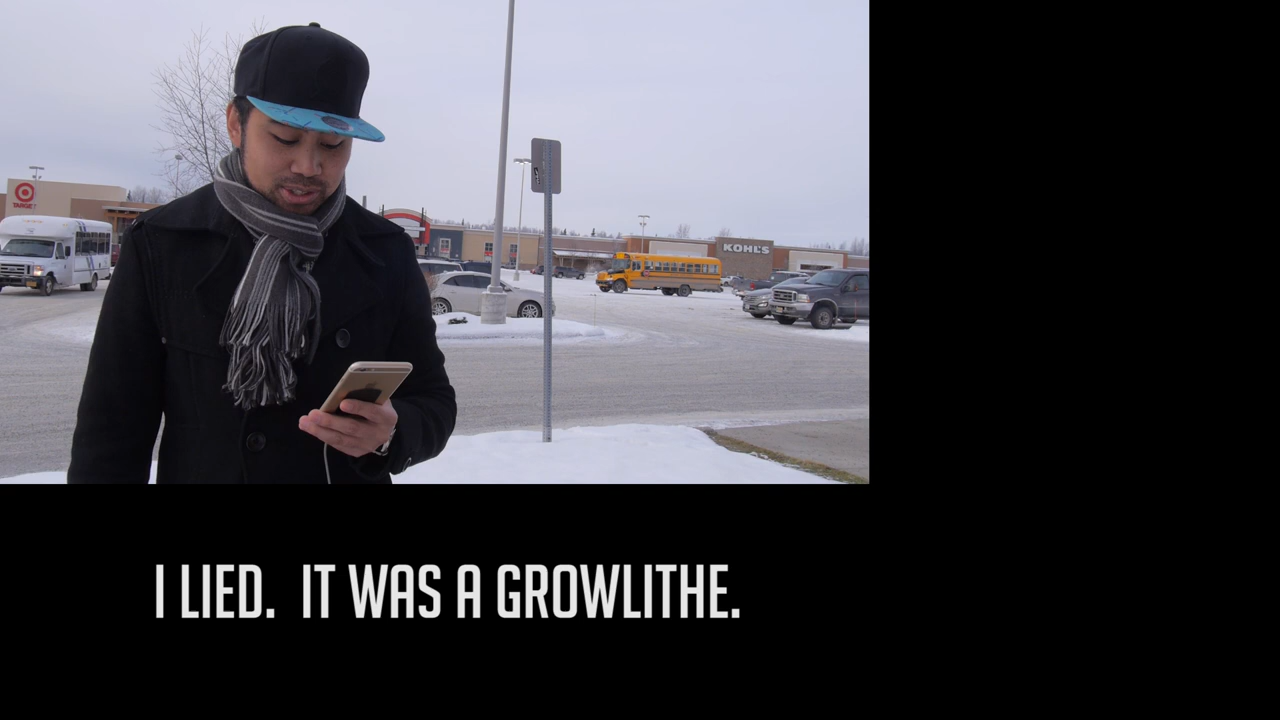 TARGET
KOHL'S
I LIED. IT WAS A GROWLITHE.